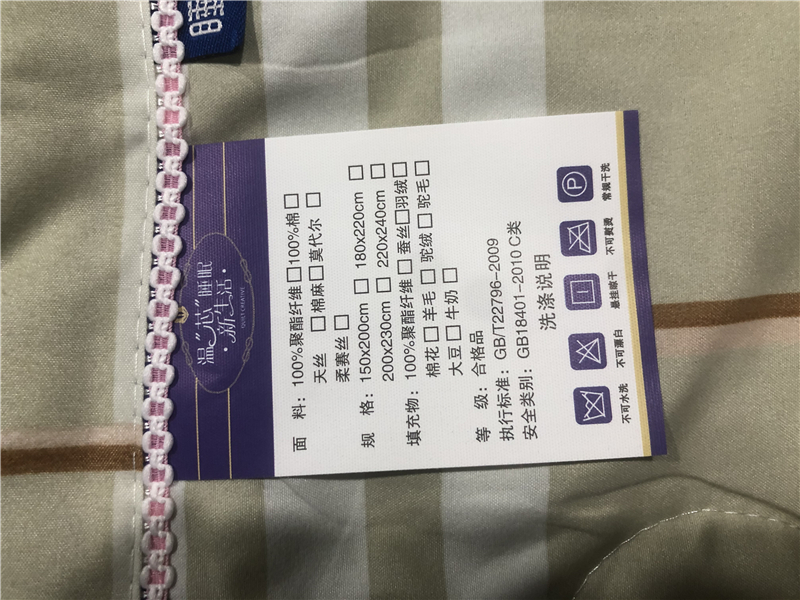 温“芯”睡眠
·新生活·
QUILT CREATIVE
面 料：100%聚酯纤维□100%棉□
天丝 □棉麻□莫代尔 □
柔赛丝□
规 格：150x200cm □ 180x220cm □
200x230cm □ 220x240cm □
填充物：100%聚酯纤维□蚕丝□羽绒□
棉花□羊毛□驼绒□驼毛□
大豆□牛奶□
等 级：合格品
执行标准：GB/T22796-2009
安全类别：GB18401-2010 C类
洗涤说明
不可水洗 不可漂白 悬挂晾干 不可熨烫 常规干洗